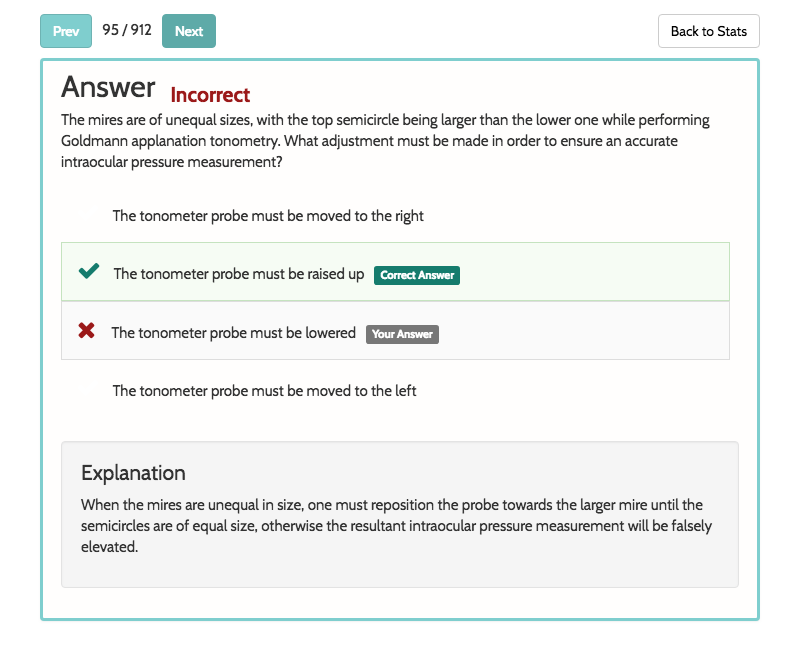 Prev 95 / 912 Next Back to Stats
Answer Incorrect
The mires are of unequal sizes, with the top semicircle being larger than the lower one while performing
Goldmann applanation tonometry. What adjustment must be made in order to ensure an accurate
intraocular pressure measurement?
The tonometer probe must be moved to the right
The tonometer probe must be raised up Correct Answer
The tonometer probe must be lowered Your Answer
The tonometer probe must be moved to the left
Explanation
When the mires are unequal in size, one must reposition the probe towards the larger mire until the
semicircles are of equal size, otherwise the resultant intraocular pressure measurement will be falsely
elevated.